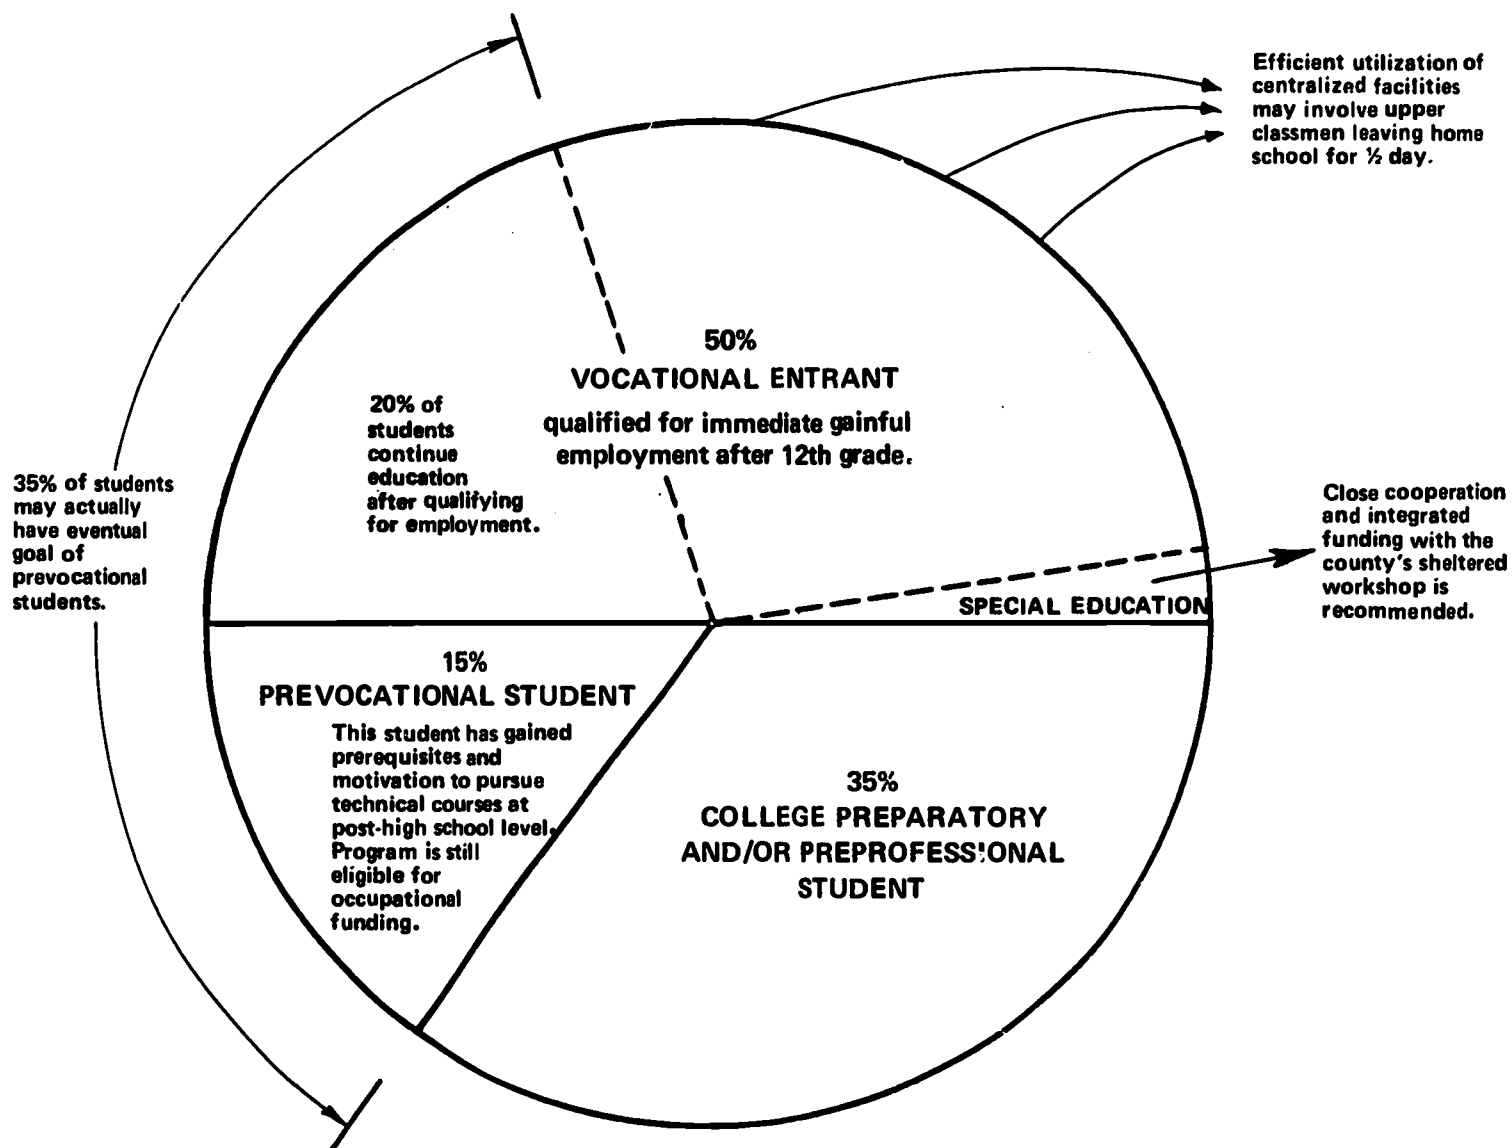 Efficient utilization of
centralized facilities
may involve upper
classmen leaving home
school for ½ day.
50%
VOCATIONAL ENTRANT
qualified for immediate gainful
employment after 12th grade.
20% of
students
continue
education
after qualifying
for employment.
35% of students
may actually
have eventual
goal of
prevocational
students.
Close cooperation
and integrated
funding with the
county's sheltered
workshop is
recommended.
SPECIAL EDUCATION
15%
PREVOCATIONAL STUDENT
This student has gained
prerequisites and
motivation to pursue
technical courses at
post-high school level.
Program is still
eligible for
occupational
funding.
35%
COLLEGE PREPARATORY
AND/OR PREPROFESSIONAL
STUDENT